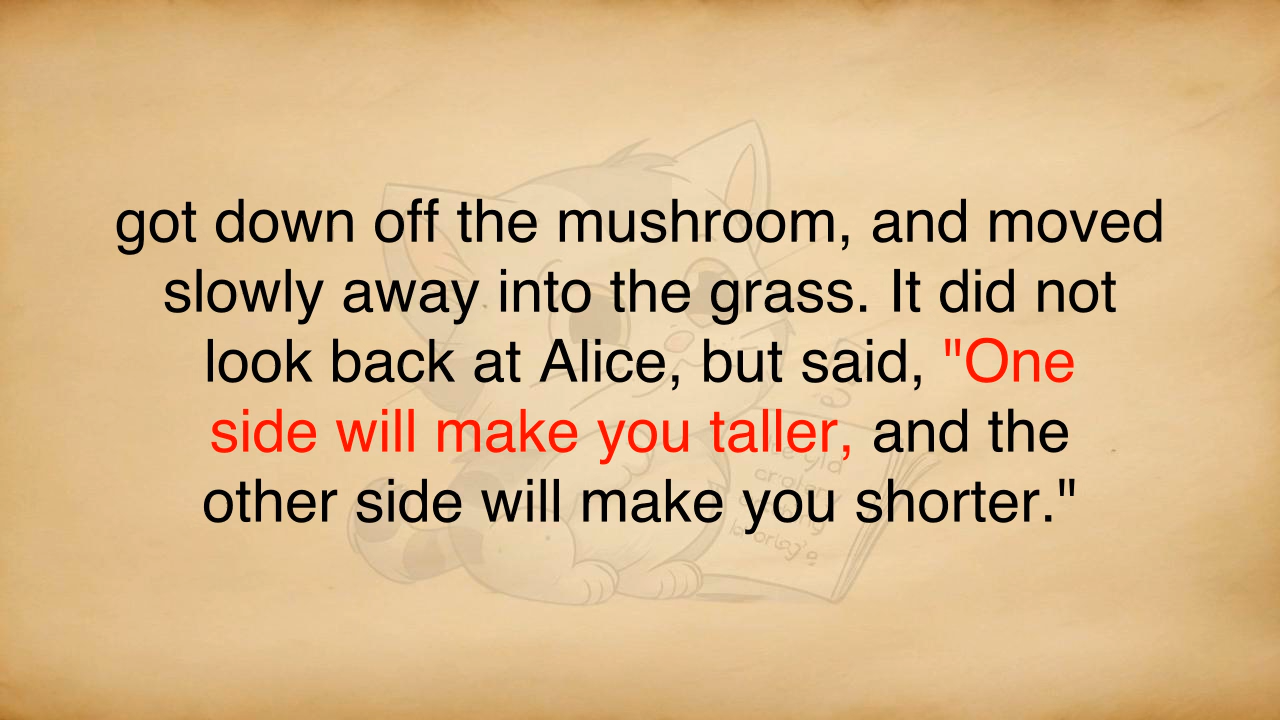 got down off the mushroom, and moved
slowly away into the grass. It did not
look back at Alice, but said, "One
side will make you taller, and the
other side will make you shorter."